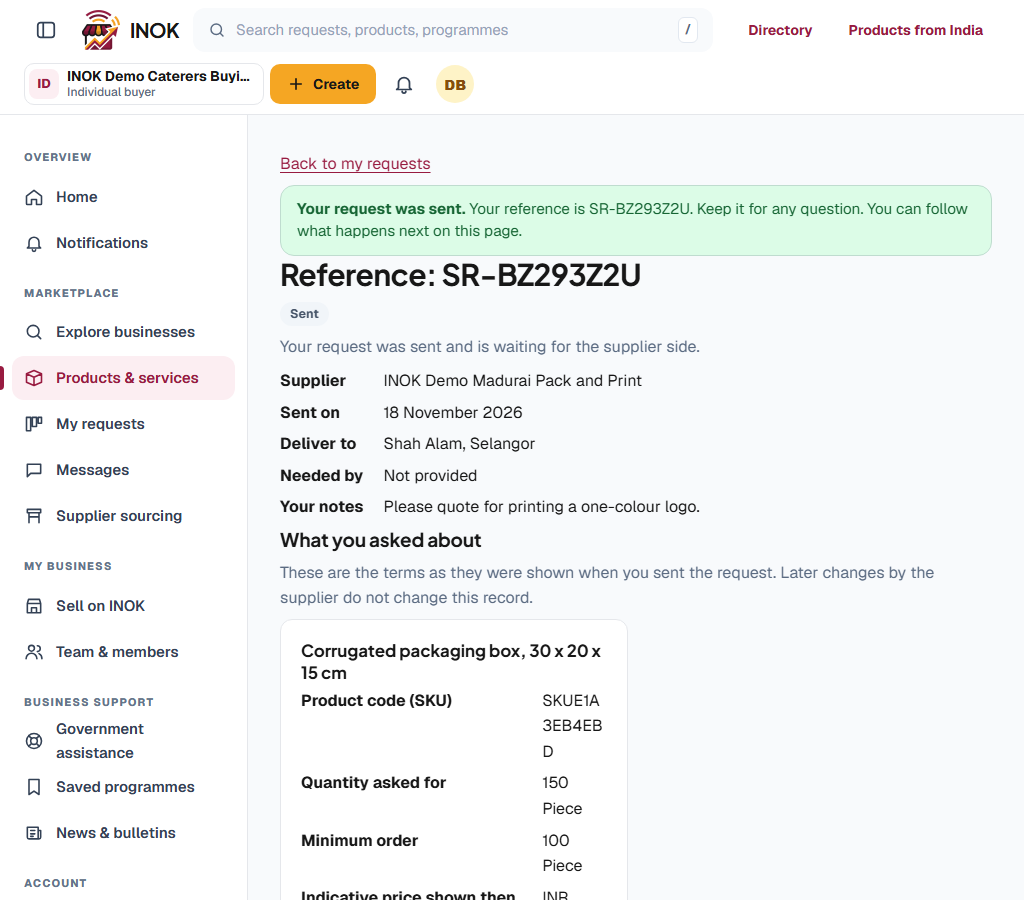 INOK
Search requests, products, programmes
/
Directory
Products from India
ID
INOK Demo Caterers Buyi...
Individual buyer
+ Create
DB
OVERVIEW
Home
Notifications
MARKETPLACE
Explore businesses
Products & services
My requests
Messages
Supplier sourcing
MY BUSINESS
Sell on INOK
Team & members
BUSINESS SUPPORT
Government
assistance
Saved programmes
News & bulletins
ACCOUNT
Back to my requests
Your request was sent. Your reference is SR-BZ293Z2U. Keep it for any question. You can follow
what happens next on this page.
Reference: SR-BZ293Z2U
Sent
Your request was sent and is waiting for the supplier side.
Supplier INOK Demo Madurai Pack and Print
Sent on 18 November 2026
Deliver to Shah Alam, Selangor
Needed by Not provided
Your notes Please quote for printing a one-colour logo.
What you asked about
These are the terms as they were shown when you sent the request. Later changes by the
supplier do not change this record.
Corrugated packaging box, 30 x 20 x
15 cm
Product code (SKU) SKUE1A
3EB4EB
D
Quantity asked for 150
Piece
Minimum order 100
Piece
Indicative price shown then INR